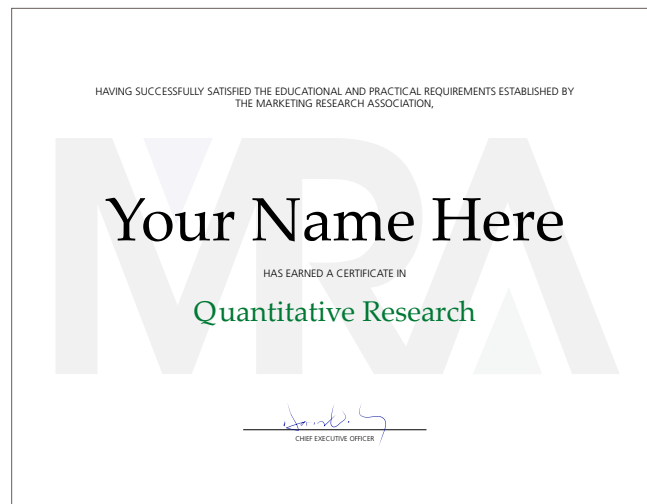 HAVING SUCCESSFULLY SATISFIED THE EDUCATIONAL AND PRACTICAL REQUIREMENTS ESTABLISHED BY
THE MARKETING RESEARCH ASSOCIATION,
MRA
Your Name Here
HAS EARNED A CERTIFICATE IN
Quantitative Research
CHIEF EXECUTIVE OFFICER